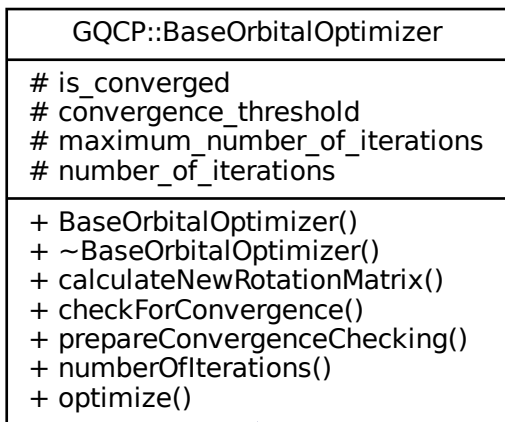 GQCP::BaseOrbitalOptimizer
# is_converged
# convergence_threshold
# maximum_number_of_iterations
# number_of_iterations
+ BaseOrbitalOptimizer()
+ ~BaseOrbitalOptimizer()
+ calculateNewRotationMatrix()
+ checkForConvergence()
+ prepareConvergenceChecking()
+ numberOfIterations()
+ optimize()